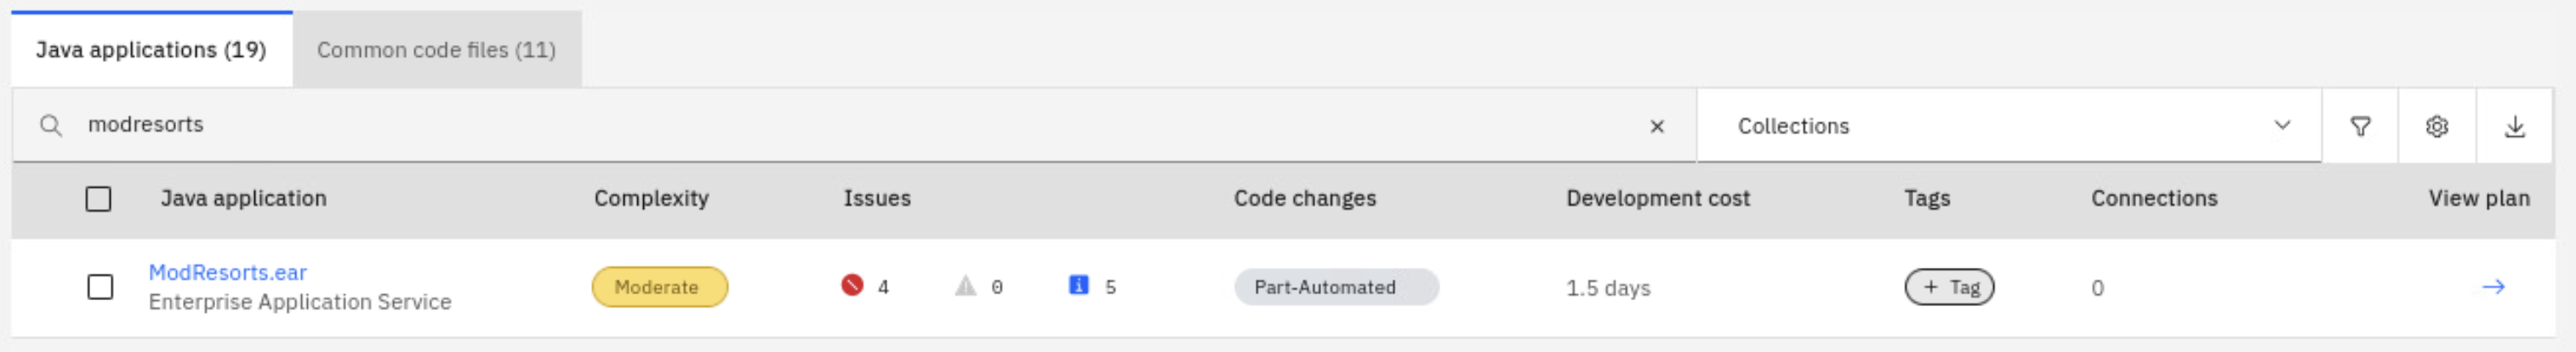 Java applications (19) Common code files (11)
modresorts Collections
Java application Complexity Issues Code changes Development cost Tags Connections View plan
ModResorts.ear
Enterprise Application Service Moderate 4 0 5 Part-Automated 1.5 days + Tag 0